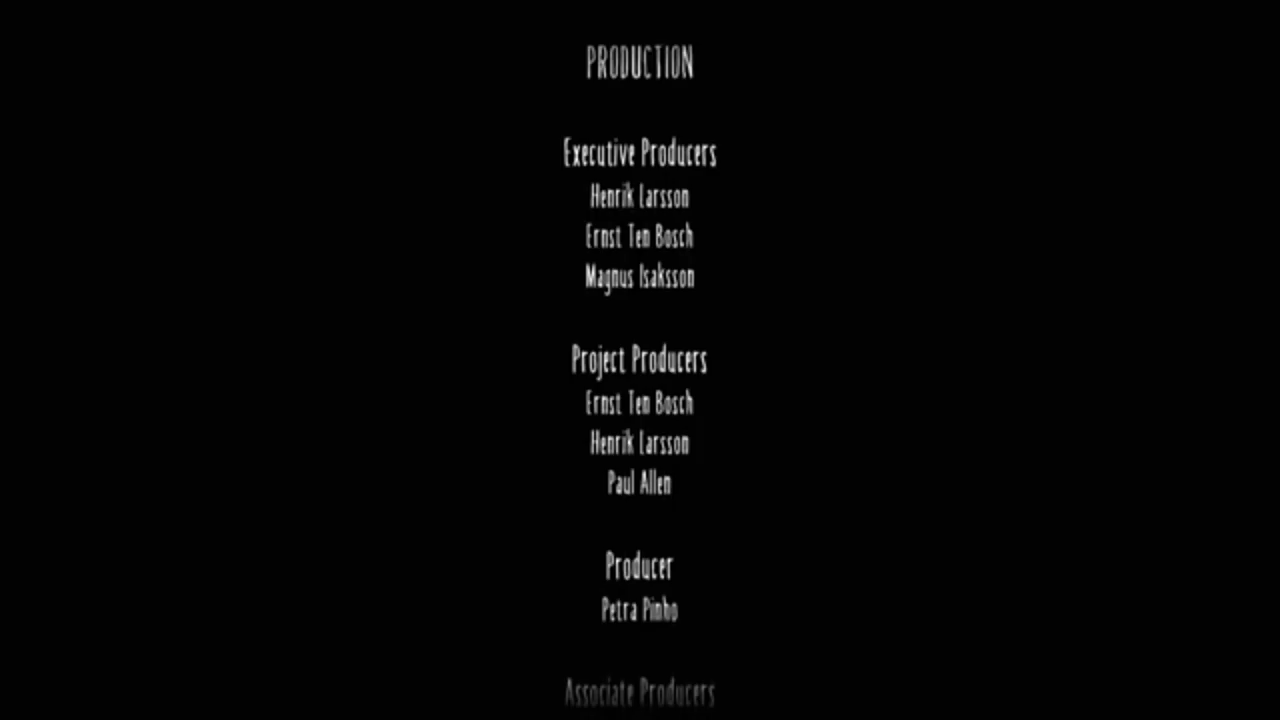 PRODUCTION
Executive Producers
Henrik Larsson
Ernst Ten Bosch
Magnus Isaksson
Project Producers
Ernst Ten Bosch
Henrik Larsson
Paul Allen
Producer
Petra Pinho
Associate Producers